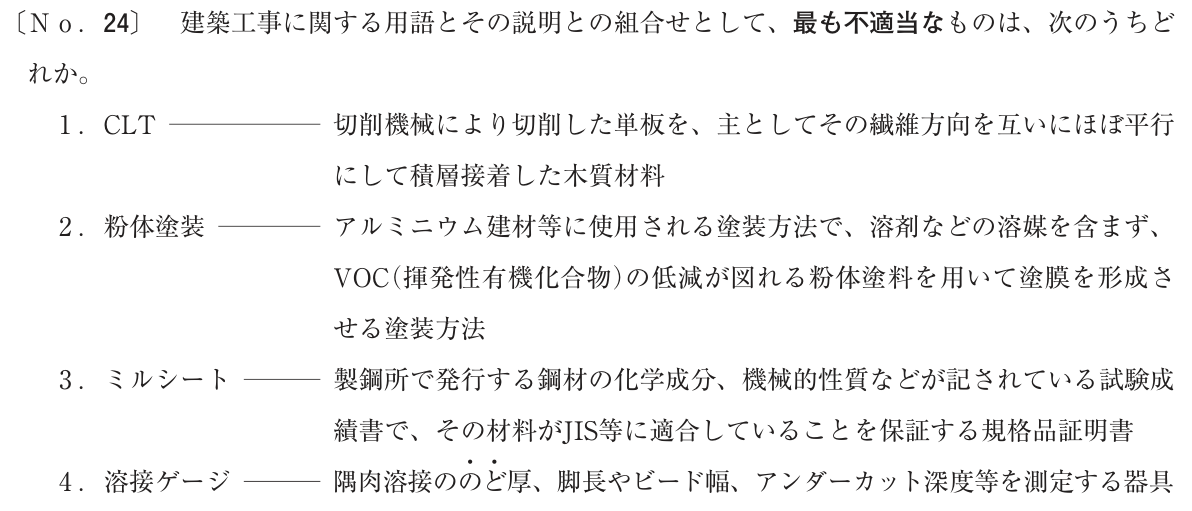 〔No. 24〕　建築工事に関する用語とその説明との組合せとして、最も不適当なものは、次のうちど
れか。
1. CLT ―――――― 切削機械により切削した単板を、主としてその繊維方向を互いにほぼ平行
にして積層接着した木質材料
2. 粉体塗装 ―――― アルミニウム建材等に使用される塗装方法で、溶剤などの溶媒を含まず、
VOC(揮発性有機化合物)の低減が図れる粉体塗料を用いて塗膜を形成さ
せる塗装方法
3. ミルシート ――― 製鋼所で発行する鋼材の化学成分、機械的性質などが記されている試験成
績書で、その材料がJIS等に適合していることを保証する規格品証明書
4. 溶接ゲージ ――― 隅肉溶接ののど厚、脚長やビード幅、アンダーカット深度等を測定する器具